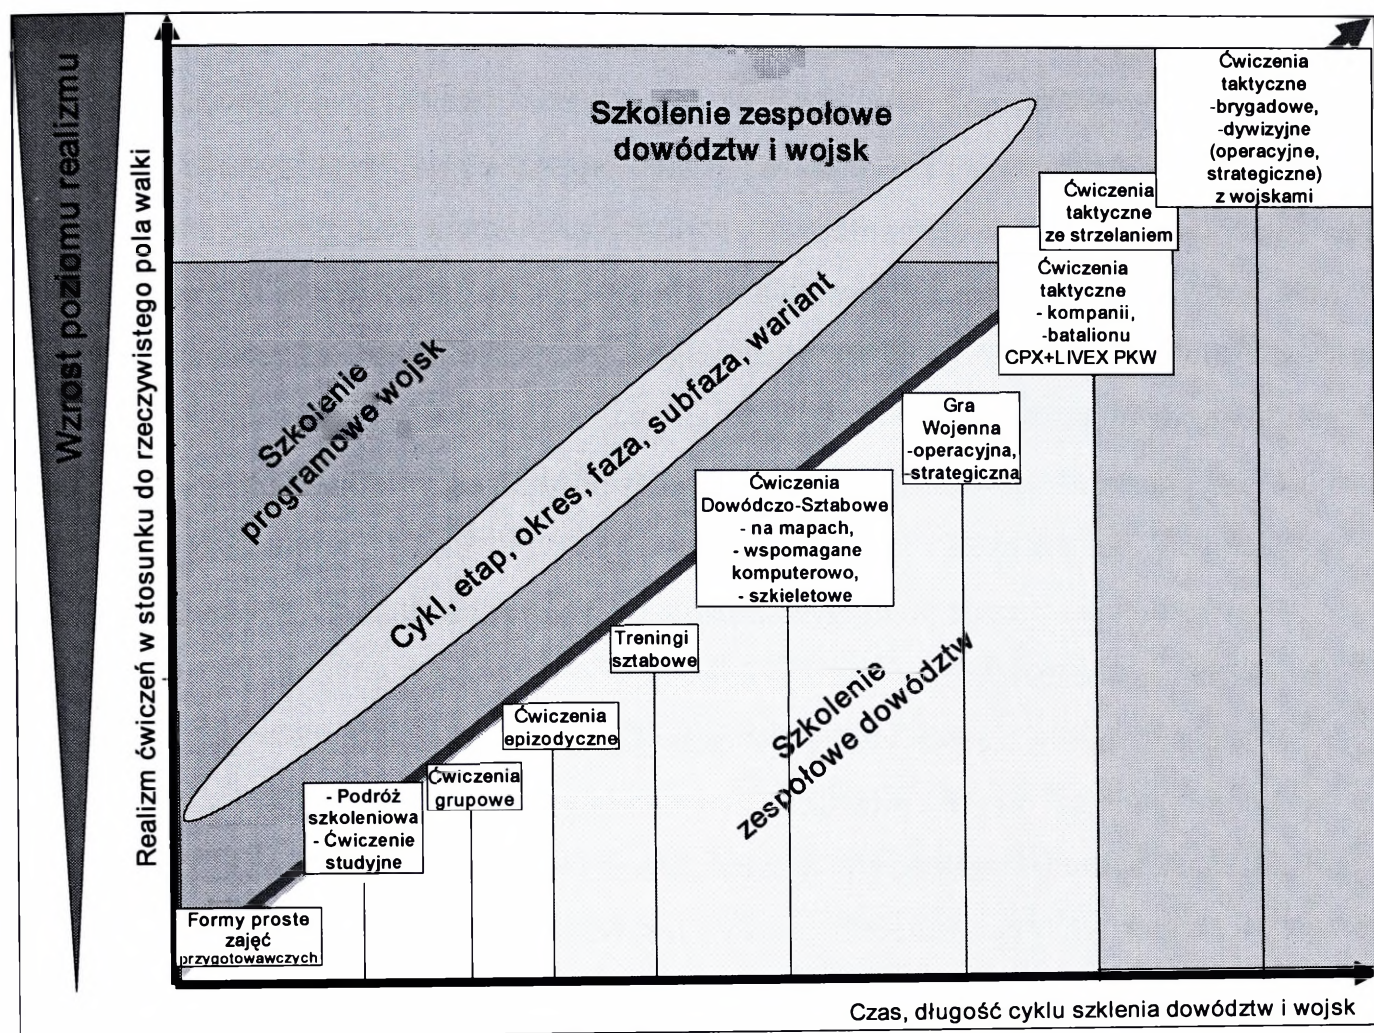 Wzrost poziomu realizmu
Realizm ćwiczeń w stosunku do rzeczywistego pola walki
Szkolenie zespołowe
dowództw i wojsk
Ćwiczenia
taktyczne
-brygadowe,
-dywizyjne
(operacyjne,
strategiczne)
z wojskami
Ćwiczenia
taktyczne
ze strzelaniem
Ćwiczenia
taktyczne
- kompanii,
-batalionu
CPX+LIVEX PKW
Szkolenie
programowe wojsk
Cykl, etap, okres, faza, subfaza, wariant
Gra
Wojenna
-operacyjna,
-strategiczna
Ćwiczenia
Dowódczo-Sztabowe
- na mapach,
- wspomagane
komputerowo,
- szkieletowe
Treningi
sztabowe
Szkolenie
zespołowe dowództw
Ćwiczenia
epizodyczne
Ćwiczenia
grupowe
- Podróż
szkoleniowa
- Ćwiczenie
studyjne
Formy proste
zajęć
przygotowawczych
Czas, długość cyklu szklenia dowództw i wojsk